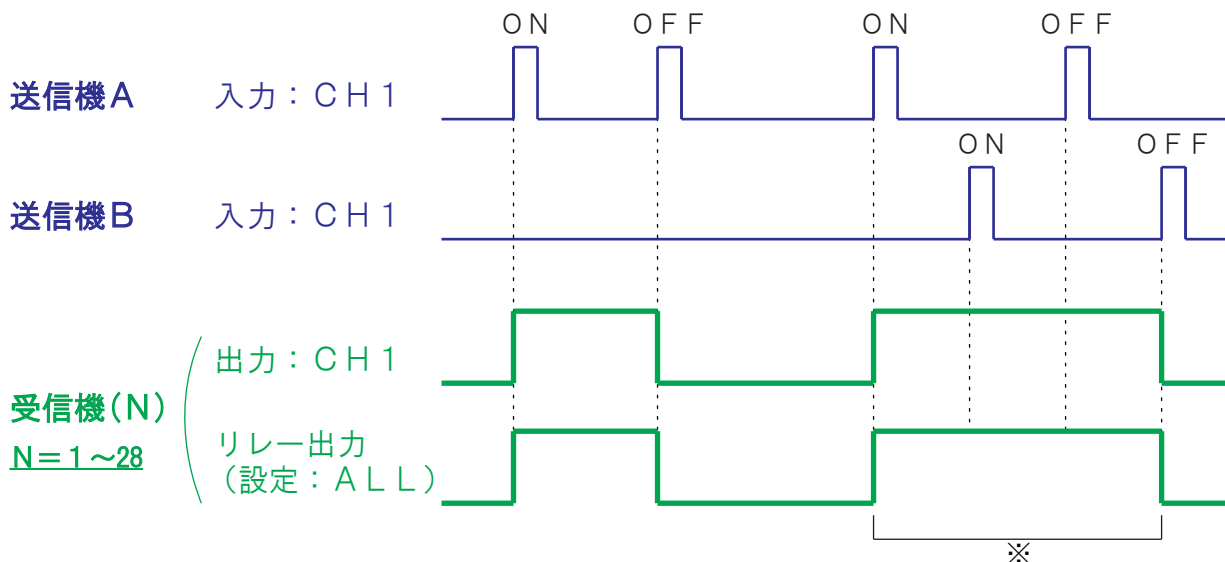 ＯＮ ＯＦＦ ＯＮ ＯＦＦ
送信機Ａ 入力：ＣＨ１
ＯＮ ＯＦＦ
送信機Ｂ 入力：ＣＨ１
出力：ＣＨ１
受信機（Ｎ）
Ｎ＝１～28
リレー出力
（設定：ＡＬＬ）
※